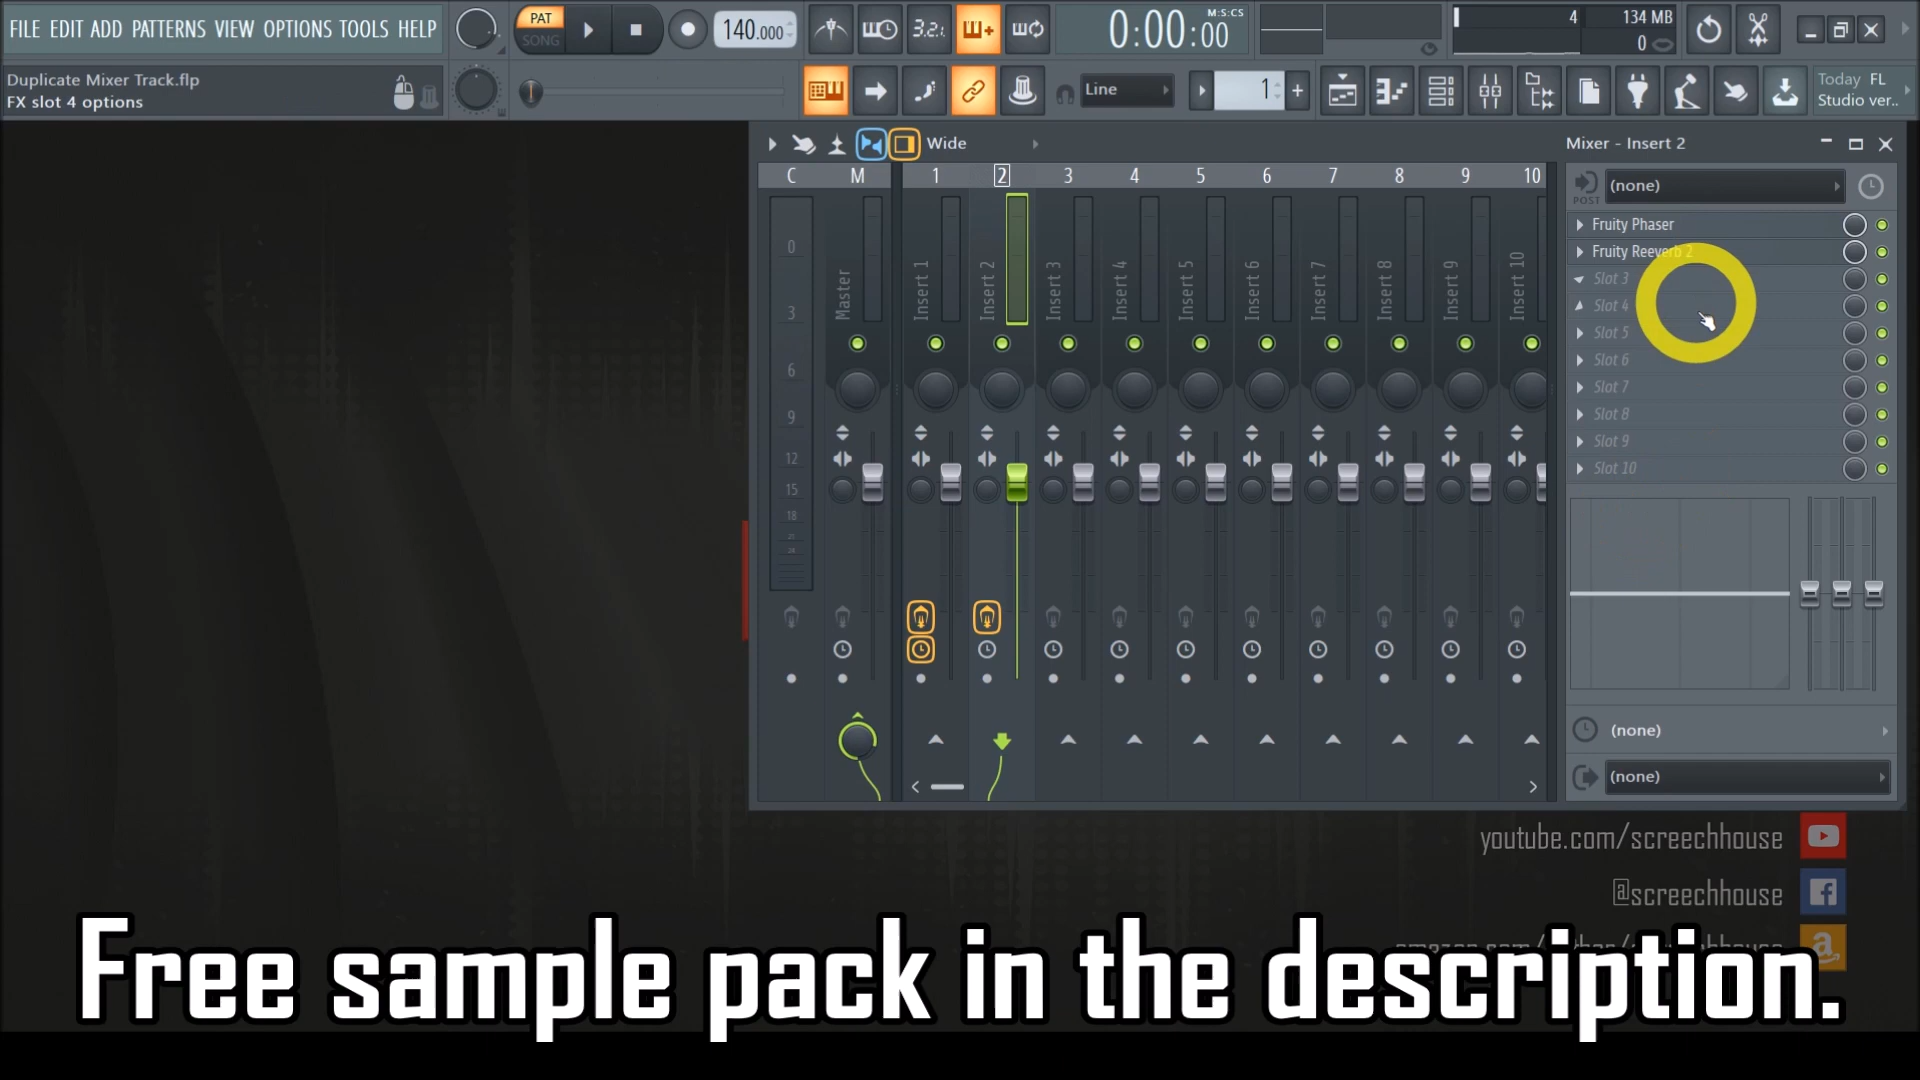 FILE EDIT ADD PATTERNS VIEW OPTIONS TOOLS HELP
PAT
SONG
140.000
3.2.1
0:00:00
M:S:CS
4
134 MB
0
Duplicate Mixer Track.flp
FX slot 4 options
Line
1
Today FL
Studio ver..
Wide
Mixer - Insert 2
C M 1 2 3 4 5 6 7 8 9 10
POST
(none)
Fruity Phaser
Fruity Reeverb 2
Slot 3
Slot 4
Slot 5
Slot 6
Slot 7
Slot 8
Slot 9
Slot 10
0
3
6
9
12
15
18
21
24
Master
Insert 1
Insert 2
Insert 3
Insert 4
Insert 5
Insert 6
Insert 7
Insert 8
Insert 9
Insert 10
(none)
(none)
youtube.com/screechhouse
@screechhouse
Free sample pack in the description.